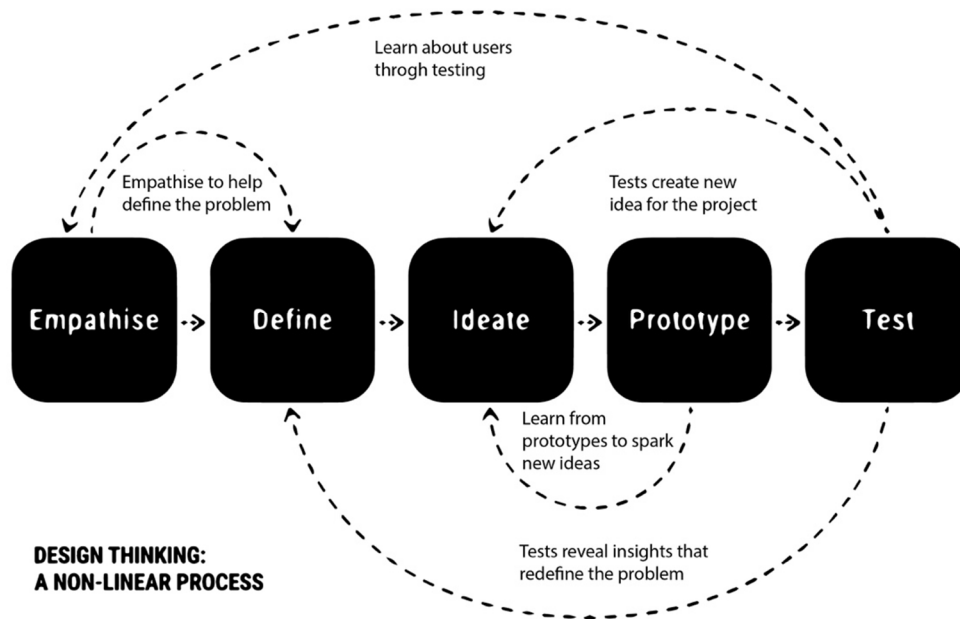 Learn about users
throgh testing
Empathise to help
define the problem
Tests create new
idea for the project
Empathise
Define
Ideate
Prototype
Test
Learn from
prototypes to spark
new ideas
Tests reveal insights that
redefine the problem
DESIGN THINKING:
A NON-LINEAR PROCESS